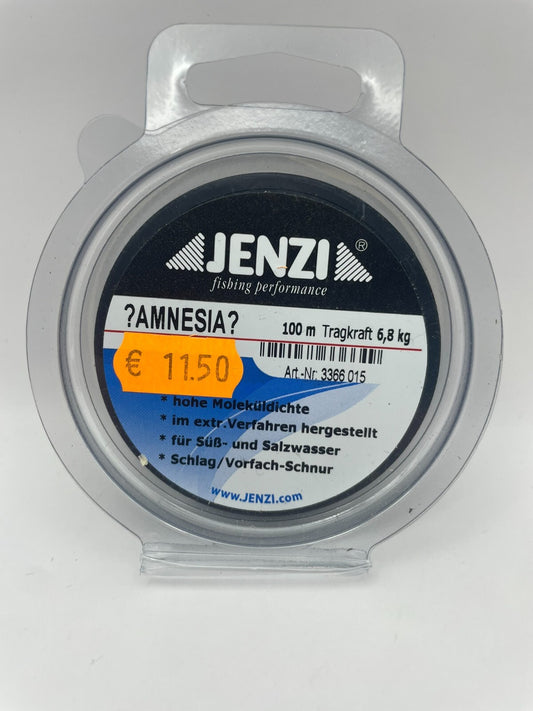 JENZI ®
fishing performance
?AMNESIA?
100 m Tragkraft 6,8 kg
Art.-Nr. 3366 015
€ 11.50
* hohe Moleküldichte
* im extr.Verfahren hergestellt
* für Süß- und Salzwasser
* Schlag/Vorfach-Schnur
www.JENZI.com